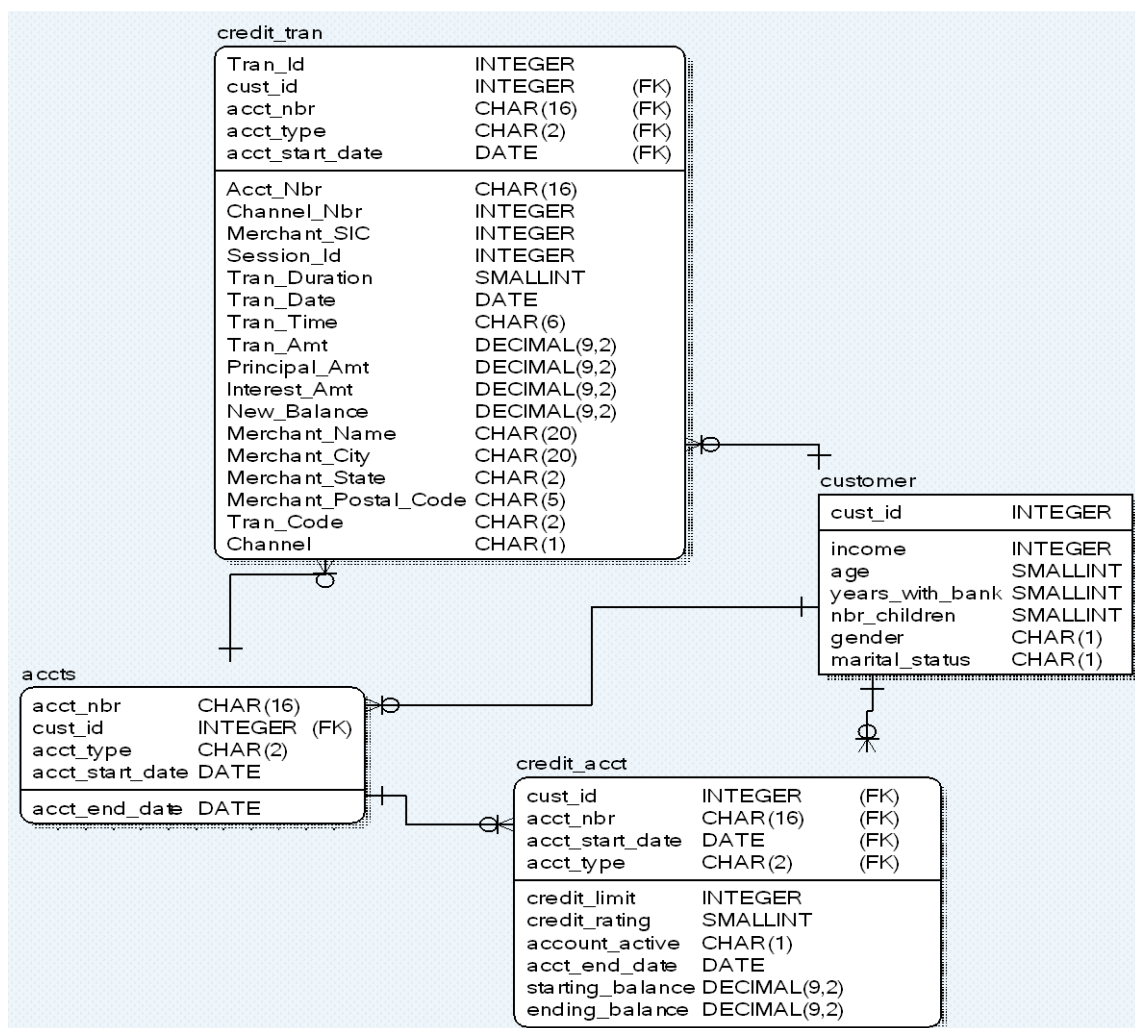 credit_tran
Tran_Id INTEGER
cust_id INTEGER (FK)
acct_nbr CHAR(16) (FK)
acct_type CHAR(2) (FK)
acct_start_date DATE (FK)
Acct_Nbr CHAR(16)
Channel_Nbr INTEGER
Merchant_SIC INTEGER
Session_Id INTEGER
Tran_Duration SMALLINT
Tran_Date DATE
Tran_Time CHAR(6)
Tran_Amt DECIMAL(9,2)
Principal_Amt DECIMAL(9,2)
Interest_Amt DECIMAL(9,2)
New_Balance DECIMAL(9,2)
Merchant_Name CHAR(20)
Merchant_City CHAR(20)
Merchant_State CHAR(2)
Merchant_Postal_Code CHAR(5)
Tran_Code CHAR(2)
Channel CHAR(1)
customer
cust_id INTEGER
income INTEGER
age SMALLINT
years_with_bank SMALLINT
nbr_children SMALLINT
gender CHAR(1)
marital_status CHAR(1)
accts
acct_nbr CHAR(16)
cust_id INTEGER (FK)
acct_type CHAR(2)
acct_start_date DATE
acct_end_date DATE
credit_acct
cust_id INTEGER (FK)
acct_nbr CHAR(16) (FK)
acct_start_date DATE (FK)
acct_type CHAR(2) (FK)
credit_limit INTEGER
credit_rating SMALLINT
account_active CHAR(1)
acct_end_date DATE
starting_balance DECIMAL(9,2)
ending_balance DECIMAL(9,2)